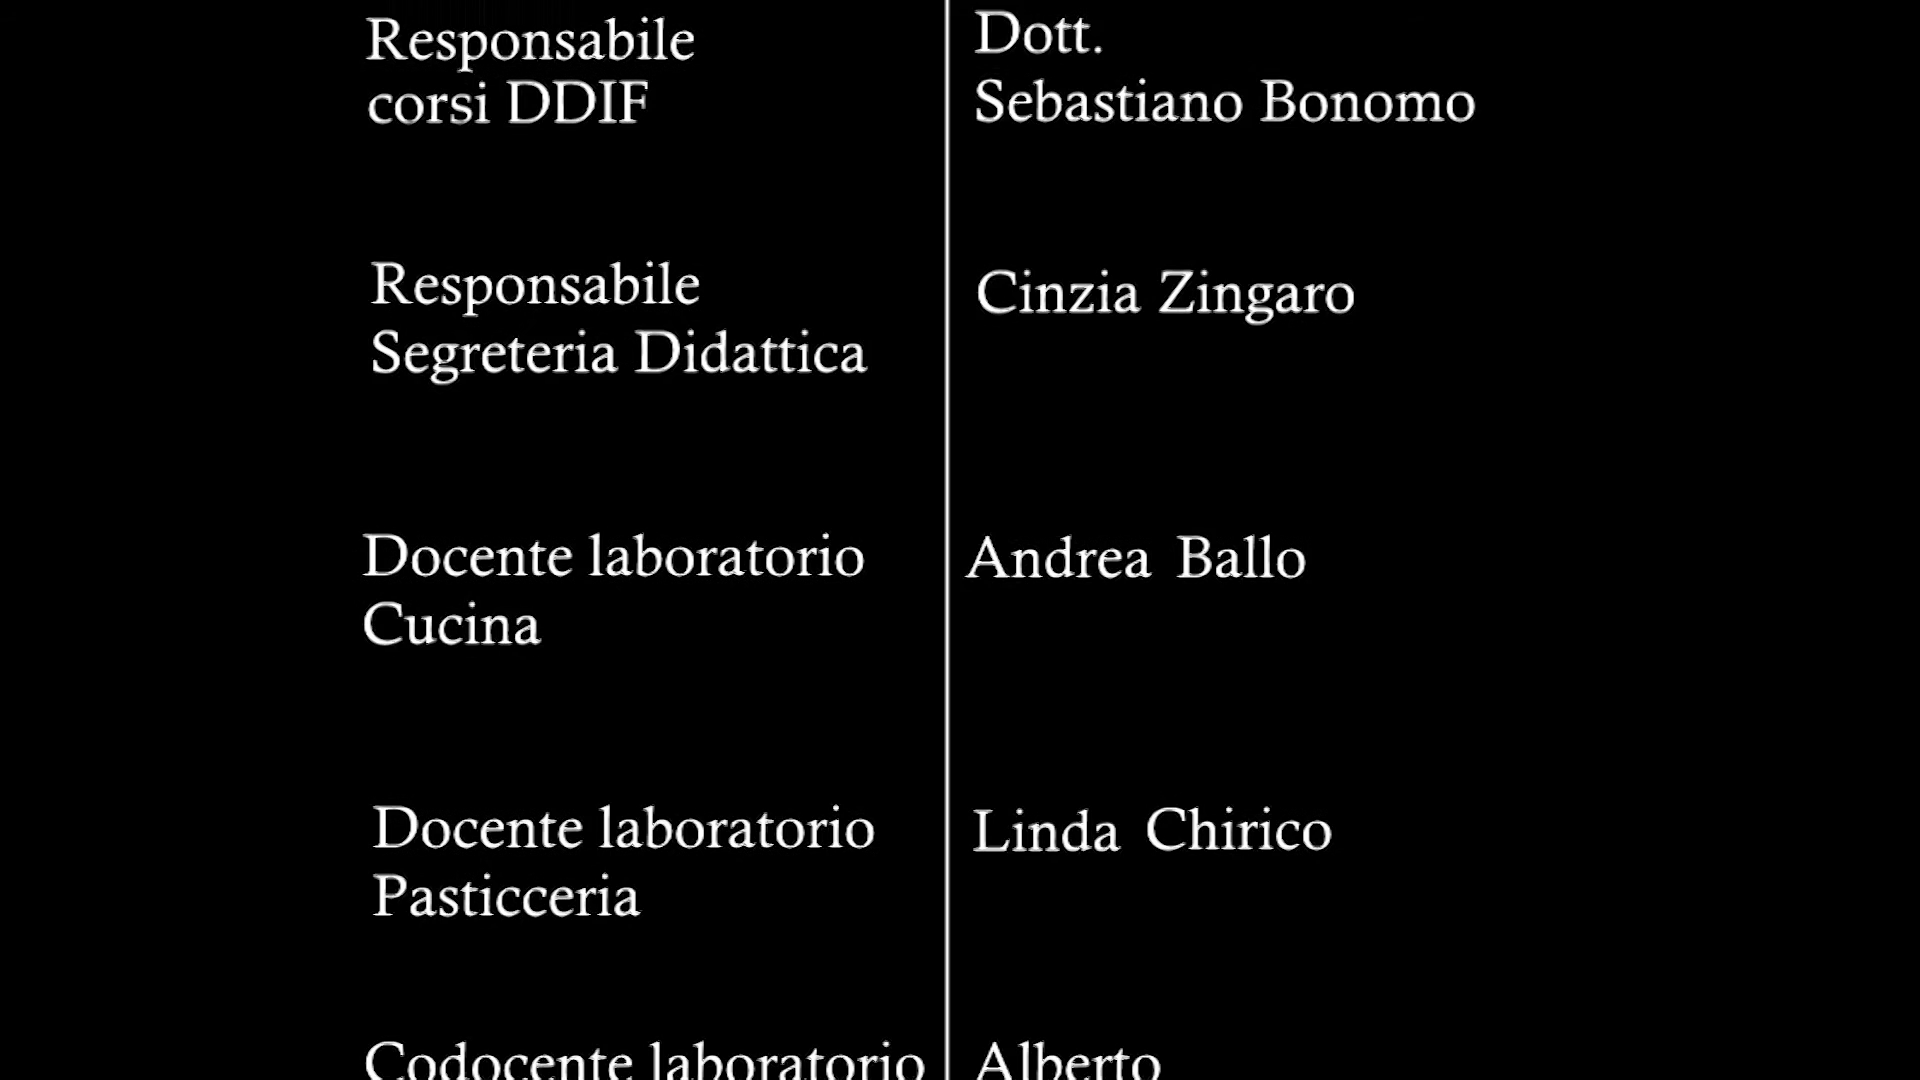 Responsabile
corsi DDIF
Dott.
Sebastiano Bonomo
Responsabile
Segreteria Didattica
Cinzia Zingaro
Docente laboratorio
Cucina
Andrea Ballo
Docente laboratorio
Pasticceria
Linda Chirico
Codocente laboratorio
Alberto